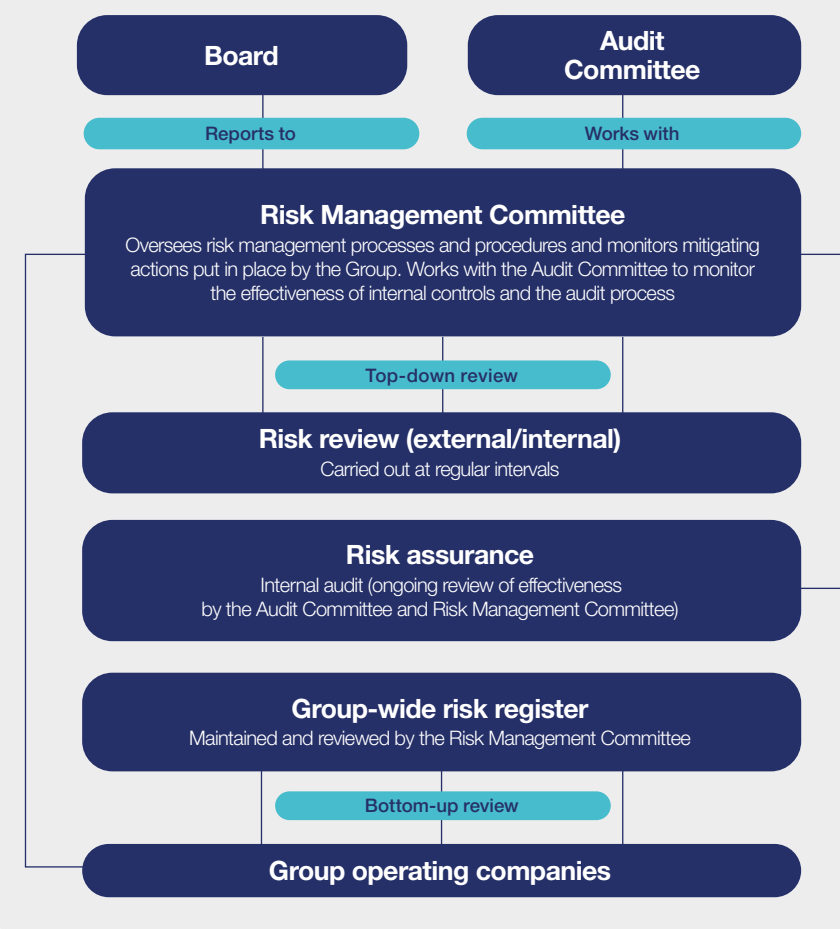 Board
Audit
Committee
Reports to
Works with
Risk Management Committee
Oversees risk management processes and procedures and monitors mitigating
actions put in place by the Group. Works with the Audit Committee to monitor
the effectiveness of internal controls and the audit process
Top-down review
Risk review (external/internal)
Carried out at regular intervals
Risk assurance
Internal audit (ongoing review of effectiveness
by the Audit Committee and Risk Management Committee)
Group-wide risk register
Maintained and reviewed by the Risk Management Committee
Bottom-up review
Group operating companies